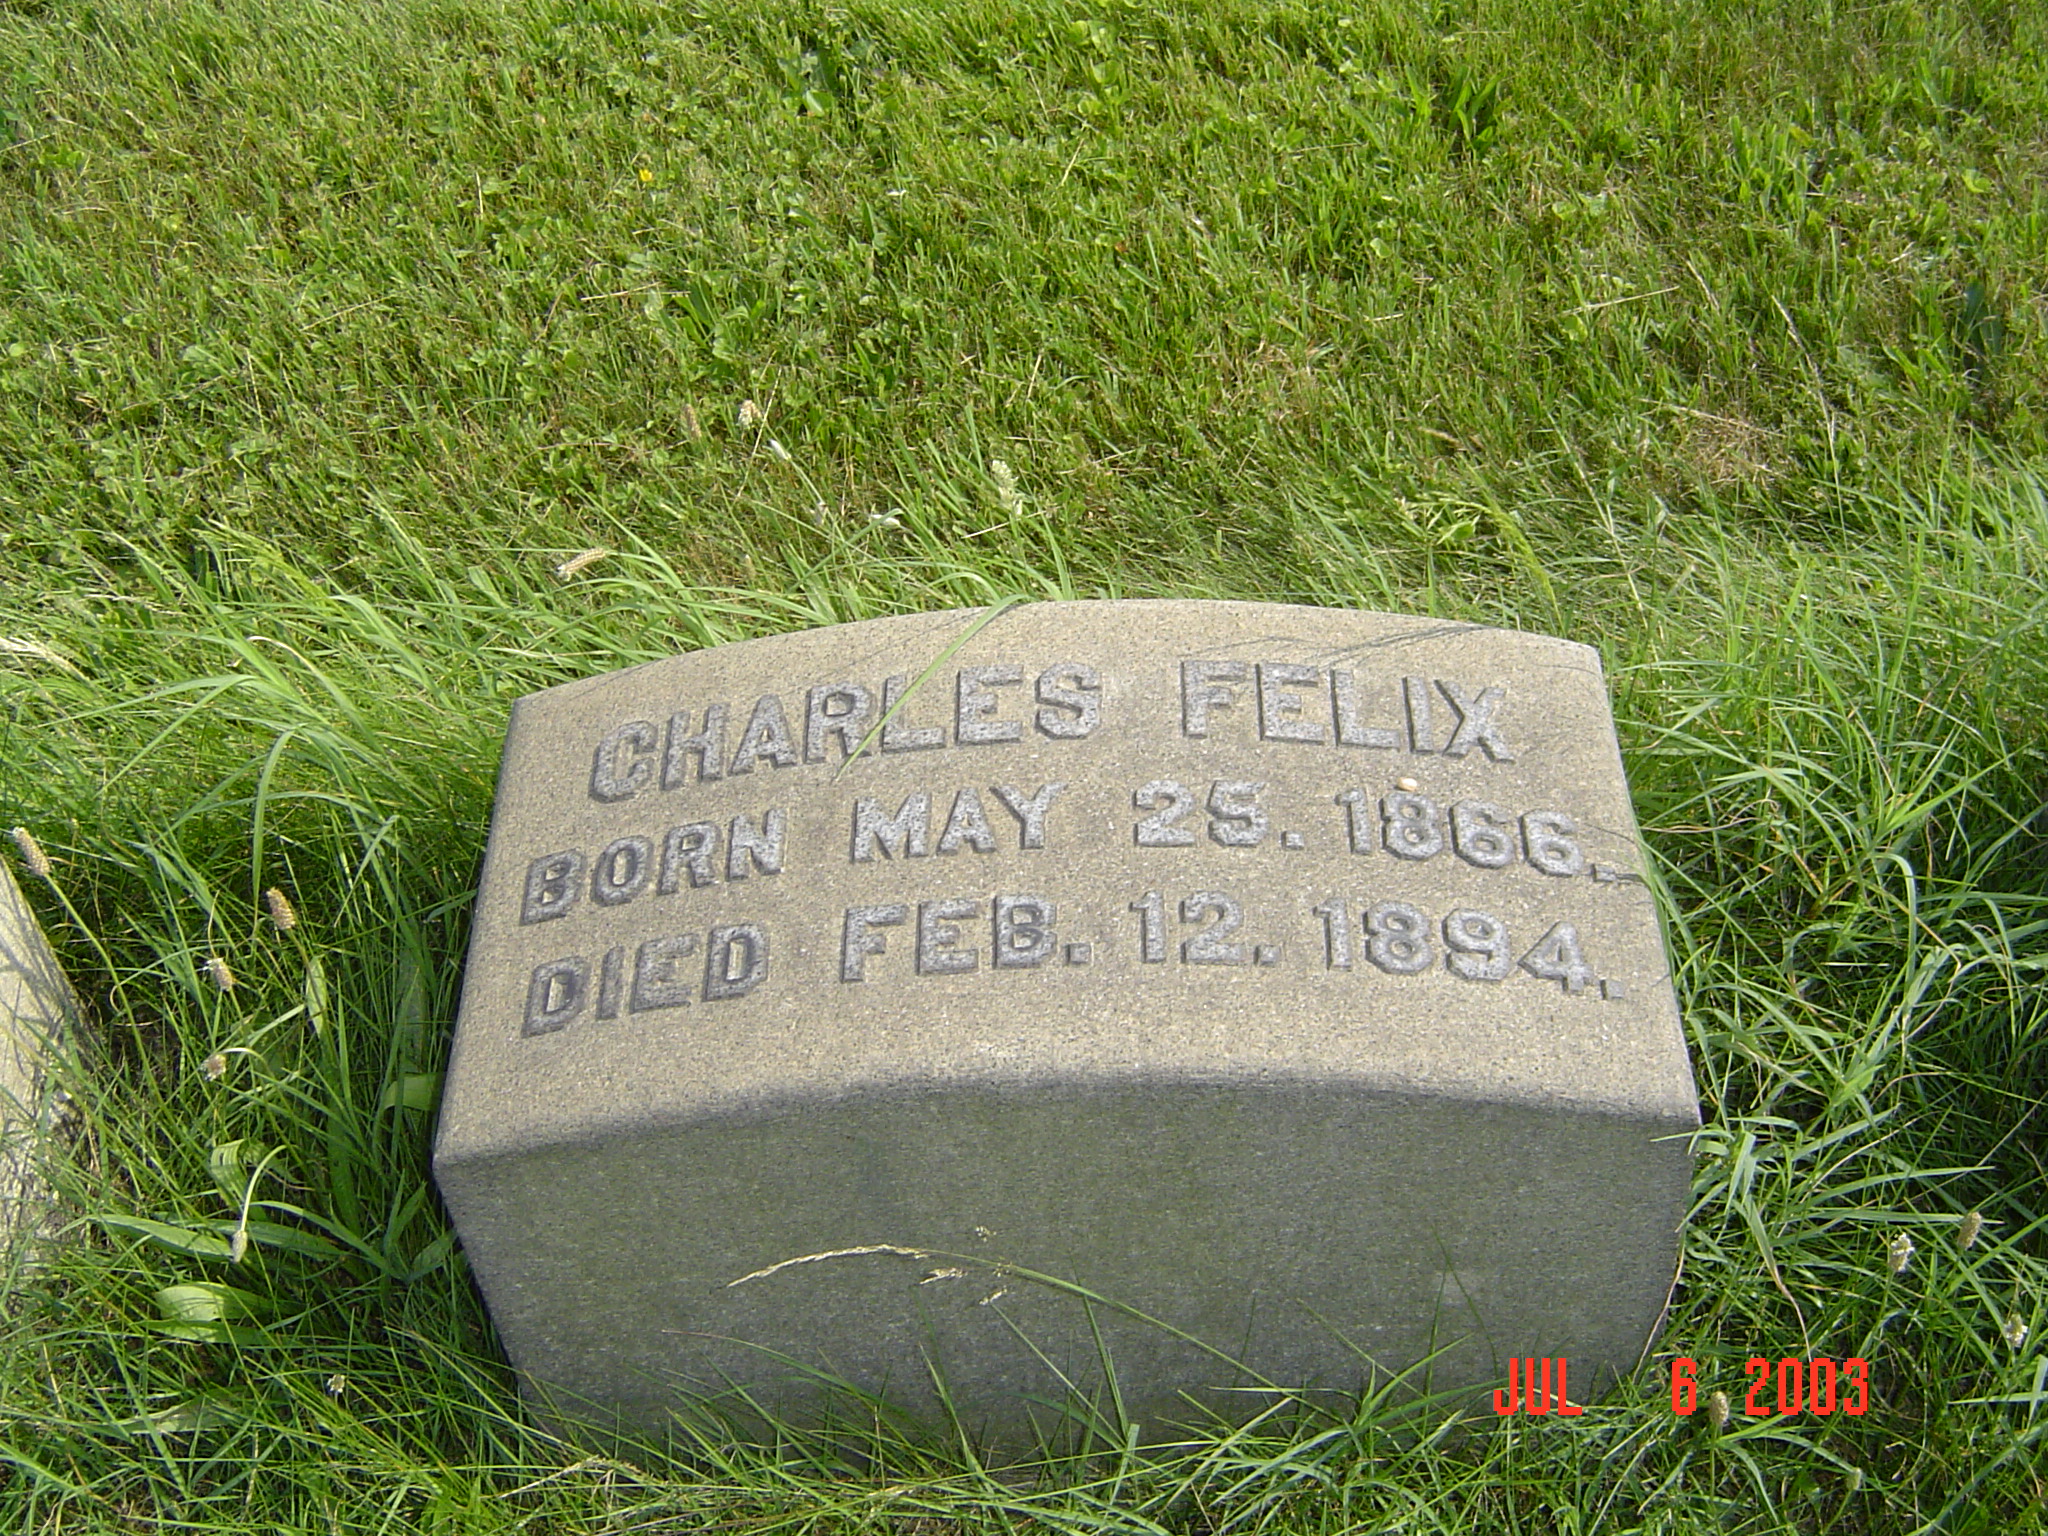 CHARLES FELIX
BORN MAY 25. 1866.
DIED FEB. 12. 1894.
JUL 6 2003